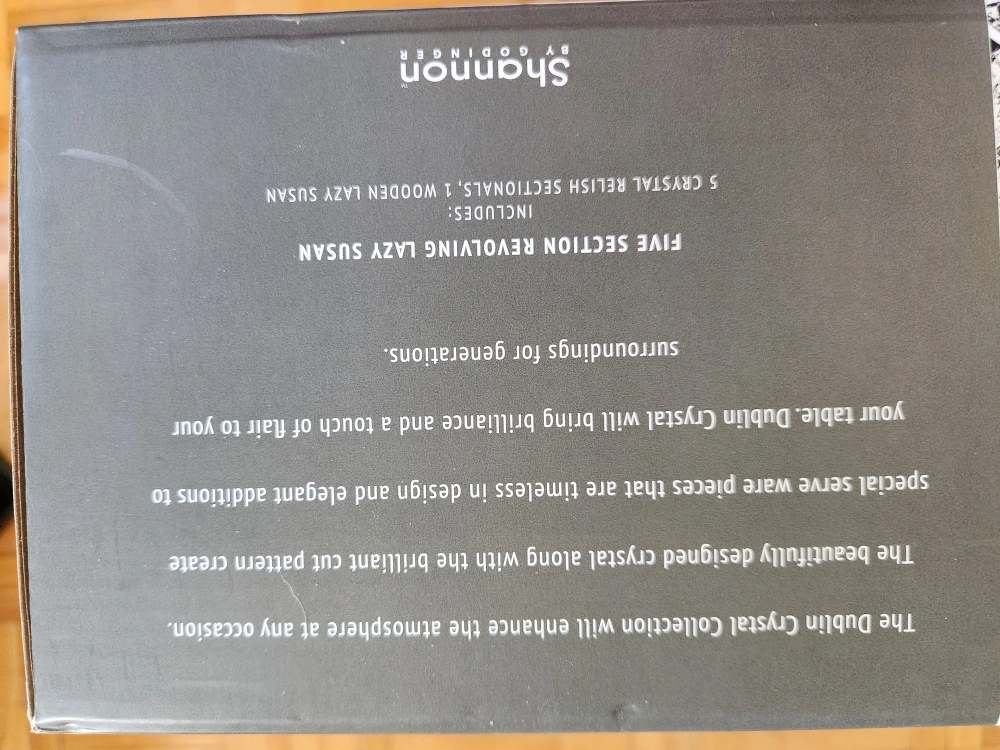 The Dublin Crystal Collection will enhance the atmosphere at any occasion.
The beautifully designed crystal along with the brilliant cut pattern create
special serve ware pieces that are timeless in design and elegant additions to
your table. Dublin Crystal will bring brilliance and a touch of flair to your
surroundings for generations.
FIVE SECTION REVOLVING LAZY SUSAN
INCLUDES:
5 CRYSTAL RELISH SECTIONALS, 1 WOODEN LAZY SUSAN
Shannon™
BY GODINGER